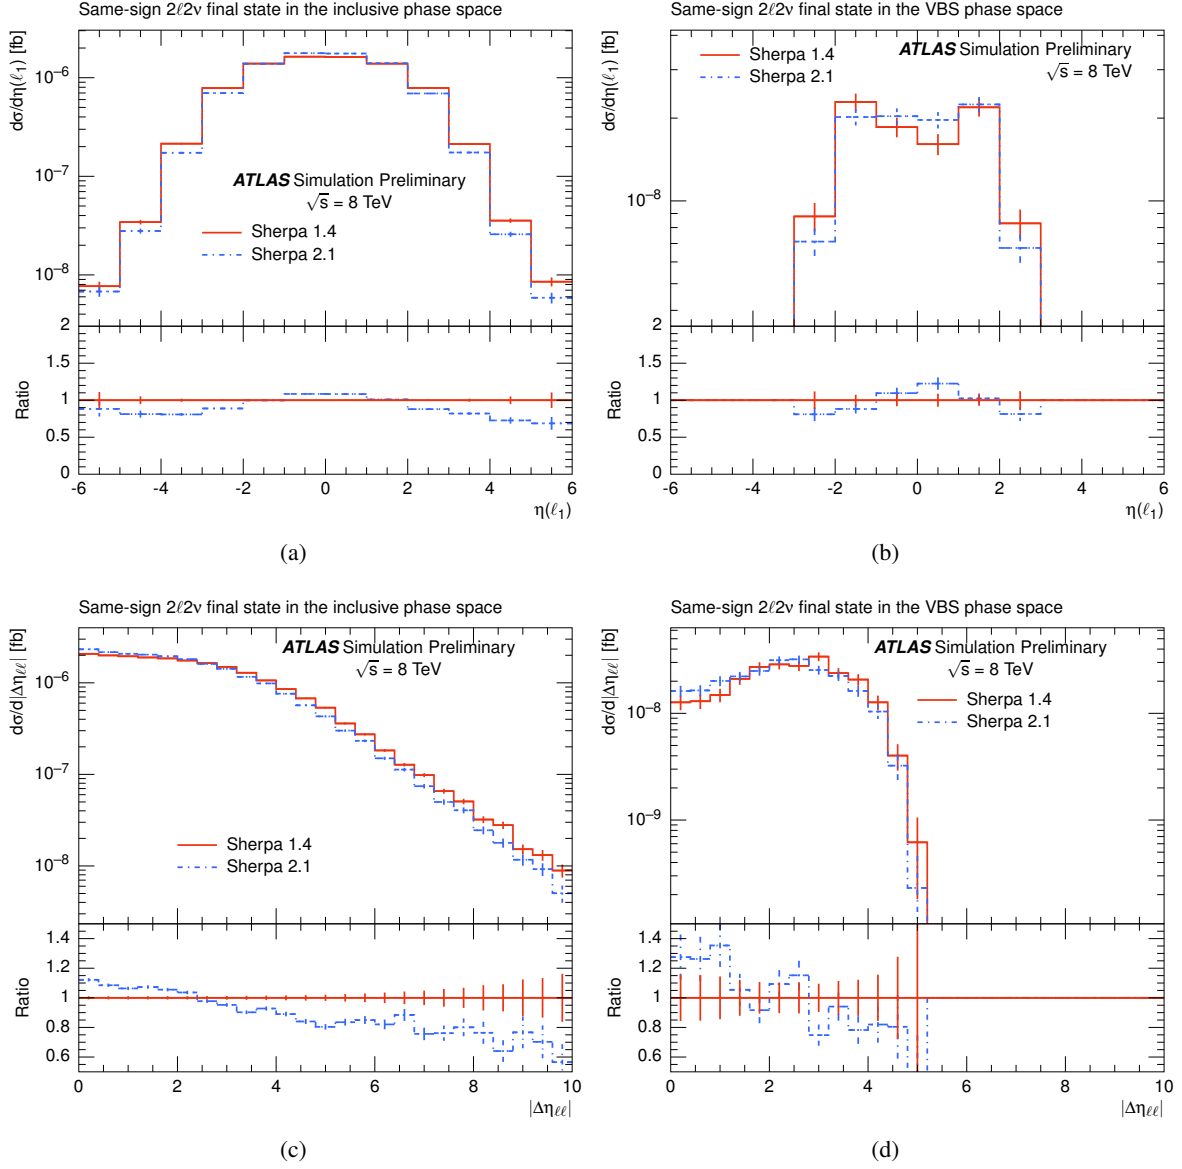 Same-sign 2ℓ2ν final state in the inclusive phase space
dσ/dη(ℓ₁) [fb]
10⁻⁶
10⁻⁷
10⁻⁸
ATLAS Simulation Preliminary
√s = 8 TeV
Sherpa 1.4
Sherpa 2.1
Ratio
2
1.5
1
0.5
0
-6 -4 -2 0 2 4 6
η(ℓ₁)
(a)
Same-sign 2ℓ2ν final state in the VBS phase space
dσ/dη(ℓ₁) [fb]
Sherpa 1.4
Sherpa 2.1
ATLAS Simulation Preliminary
√s = 8 TeV
10⁻⁸
Ratio
2
1.5
1
0.5
0
-6 -4 -2 0 2 4 6
η(ℓ₁)
(b)
Same-sign 2ℓ2ν final state in the inclusive phase space
dσ/d|Δηℓℓ| [fb]
ATLAS Simulation Preliminary
√s = 8 TeV
10⁻⁶
10⁻⁷
10⁻⁸
Sherpa 1.4
Sherpa 2.1
Ratio
1.4
1.2
1
0.8
0.6
0 2 4 6 8 10
|Δηℓℓ|
(c)
Same-sign 2ℓ2ν final state in the VBS phase space
dσ/d|Δηℓℓ| [fb]
ATLAS Simulation Preliminary
√s = 8 TeV
Sherpa 1.4
Sherpa 2.1
10⁻⁸
10⁻⁹
Ratio
1.4
1.2
1
0.8
0.6
0 2 4 6 8 10
|Δηℓℓ|
(d)